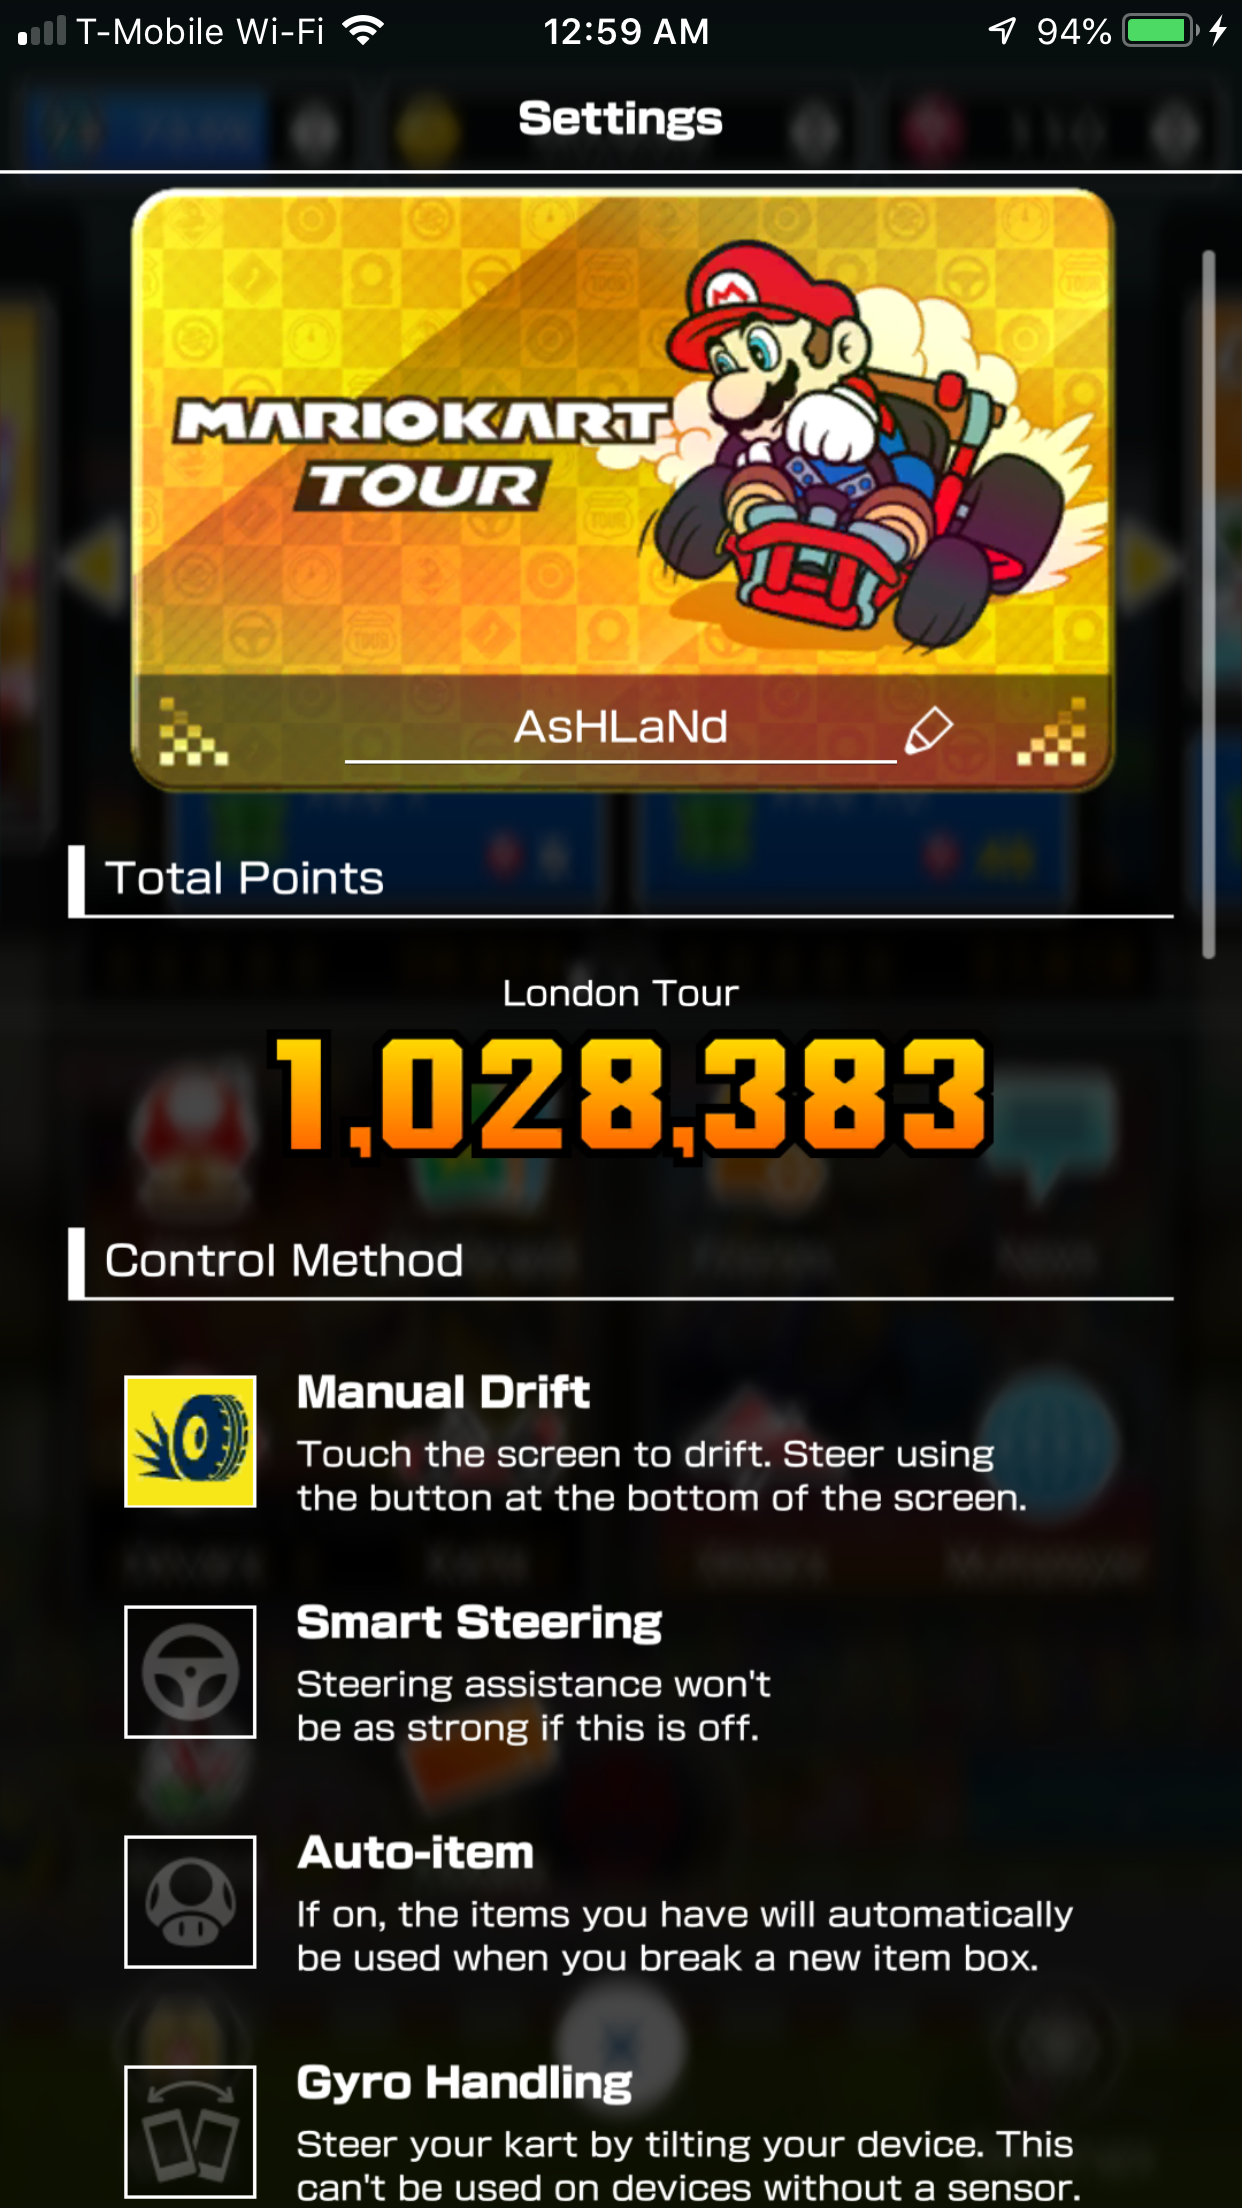 T-Mobile Wi-Fi 12:59 AM 94%
Settings
MARIOKART
TOUR
AsHLaNd
Total Points
London Tour
1,028,383
Control Method
Manual Drift
Touch the screen to drift. Steer using
the button at the bottom of the screen.
Smart Steering
Steering assistance won't
be as strong if this is off.
Auto-item
If on, the items you have will automatically
be used when you break a new item box.
Gyro Handling
Steer your kart by tilting your device. This
can't be used on devices without a sensor.